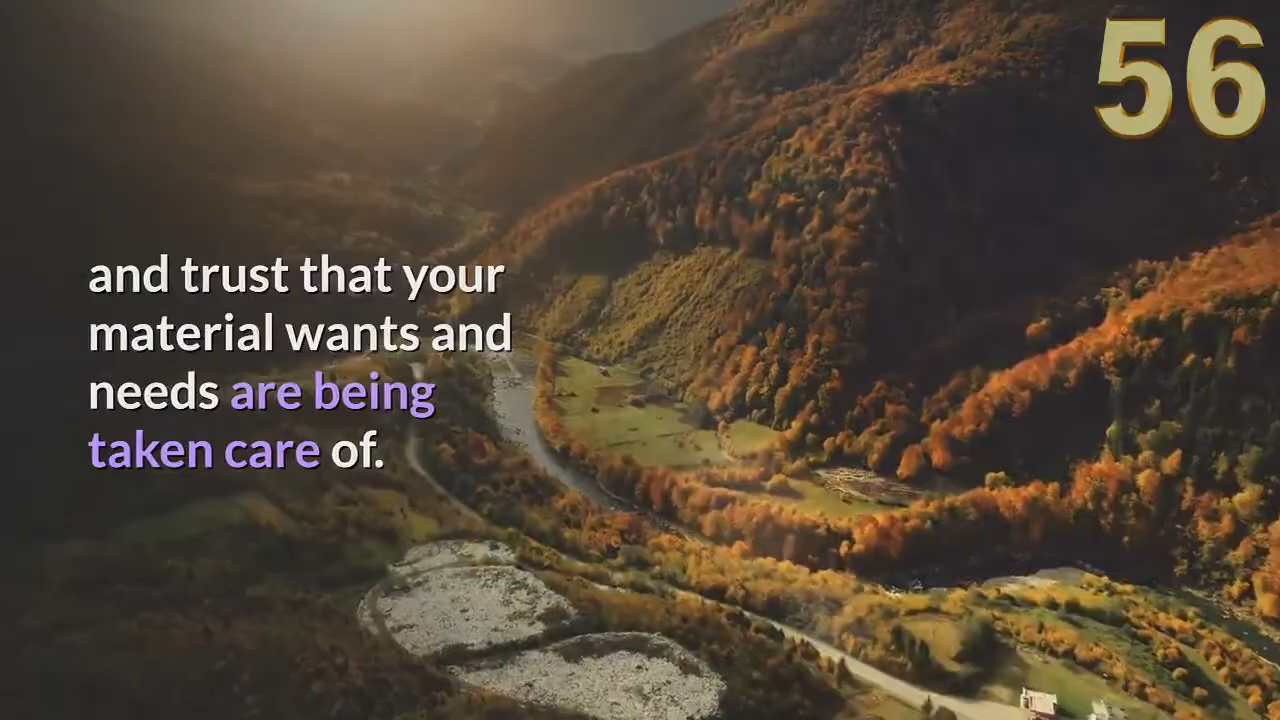 56
and trust that your
material wants and
needs are being
taken care of.